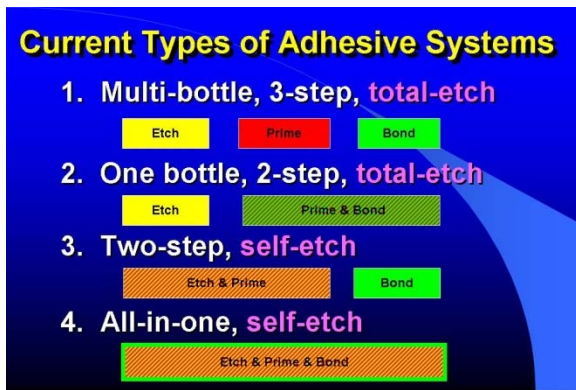 Current Types of Adhesive Systems
1. Multi-bottle, 3-step, total-etch
Etch Prime Bond
2. One bottle, 2-step, total-etch
Etch Prime & Bond
3. Two-step, self-etch
Etch & Prime Bond
4. All-in-one, self-etch
Etch & Prime & Bond